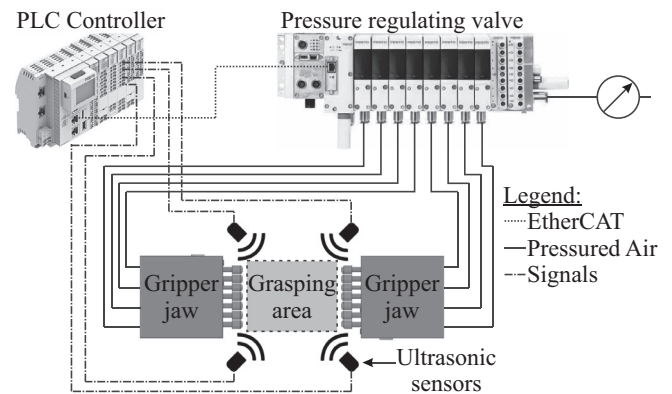 PLC Controller
Pressure regulating valve
Legend:
EtherCAT
Pressured Air
Signals
Gripper
jaw
Grasping
area
Gripper
jaw
Ultrasonic
sensors